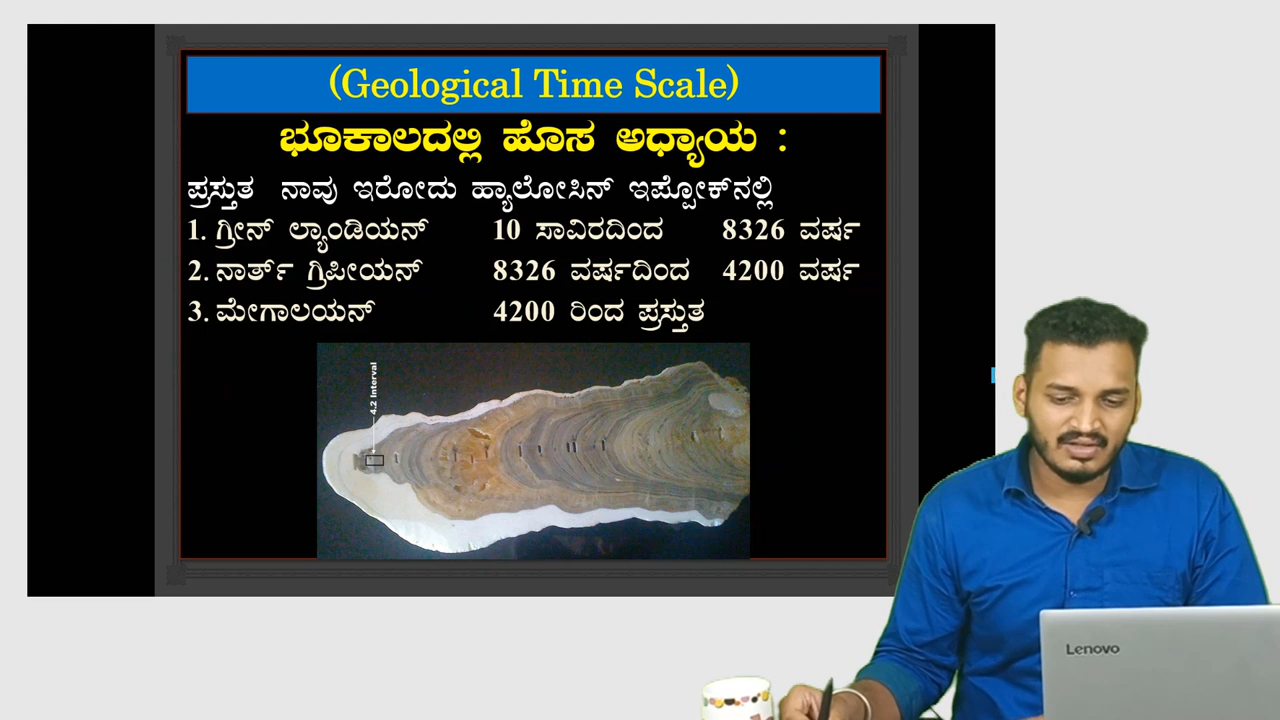 (Geological Time Scale)
ಭೂಕಾಲದಲ್ಲಿ ಹೊಸ ಅಧ್ಯಾಯ :
ಪ್ರಸ್ತುತ ನಾವು ಇರೋದು ಹ್ಯಾಲೋಸಿನ್ ಇಪ್ಪೋಕ್‌ನಲ್ಲಿ
1. ಗ್ರೀನ್ ಲ್ಯಾಂಡಿಯನ್ 10 ಸಾವಿರದಿಂದ 8326 ವರ್ಷ
2. ನಾರ್ತ್ ಗ್ರಿಪೀಯನ್ 8326 ವರ್ಷದಿಂದ 4200 ವರ್ಷ
3. ಮೇಗಾಲಯನ್ 4200 ರಿಂದ ಪ್ರಸ್ತುತ
4.2 Interval
Lenovo